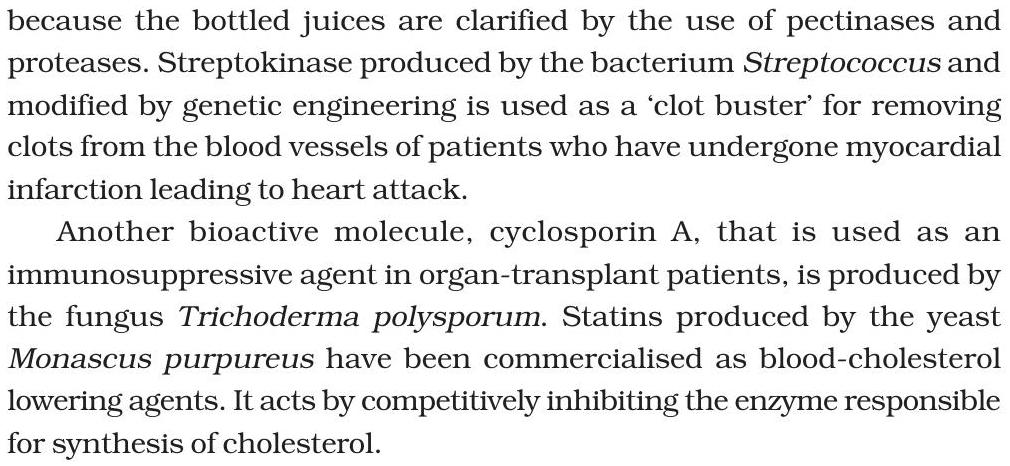 because the bottled juices are clarified by the use of pectinases and
proteases. Streptokinase produced by the bacterium Streptococcus and
modified by genetic engineering is used as a ‘clot buster’ for removing
clots from the blood vessels of patients who have undergone myocardial
infarction leading to heart attack.
Another bioactive molecule, cyclosporin A, that is used as an
immunosuppressive agent in organ-transplant patients, is produced by
the fungus Trichoderma polysporum. Statins produced by the yeast
Monascus purpureus have been commercialised as blood-cholesterol
lowering agents. It acts by competitively inhibiting the enzyme responsible
for synthesis of cholesterol.